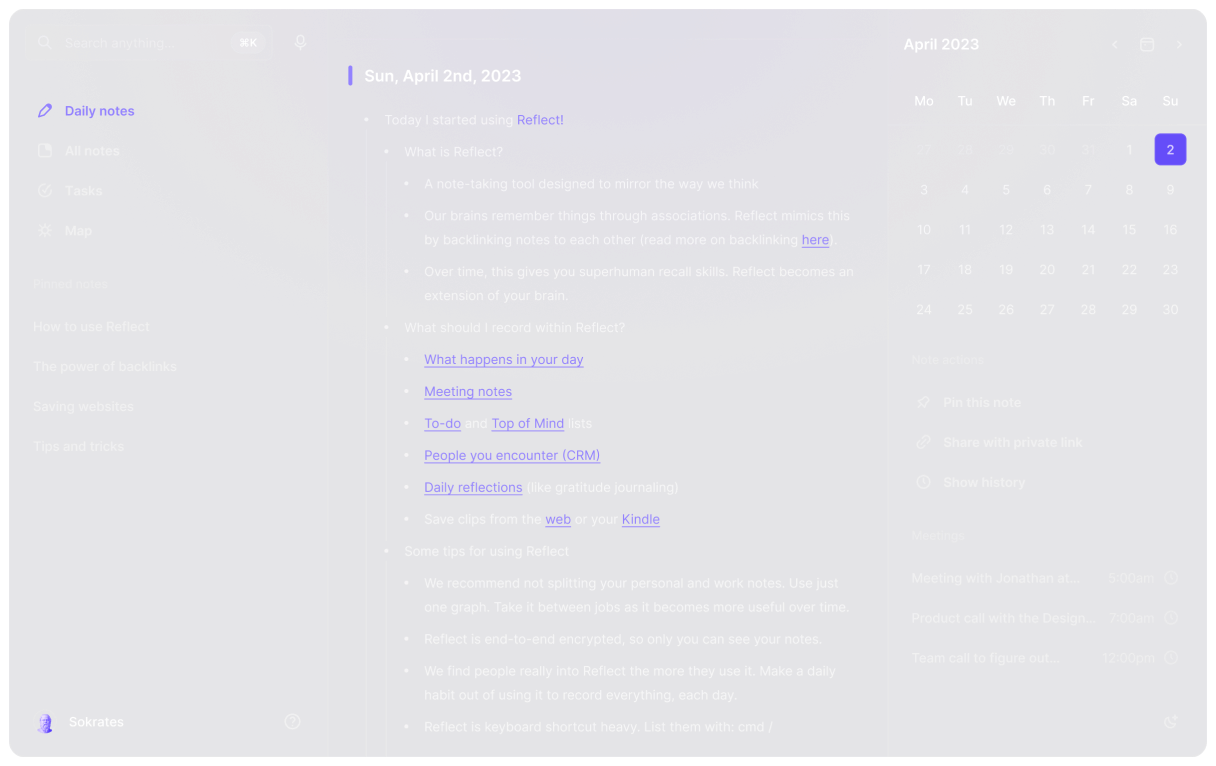 Search anything...
⌘K
Daily notes
All notes
Tasks
Map
Pinned notes
How to use Reflect
The power of backlinks
Saving websites
Tips and tricks
Sokrates
Sun, April 2nd, 2023
Today I started using Reflect!
What is Reflect?
A note-taking tool designed to mirror the way we think
Our brains remember things through associations. Reflect mimics this
by backlinking notes to each other (read more on backlinking here)
Over time, this gives you superhuman recall skills. Reflect becomes an
extension of your brain.
What should I record within Reflect?
What happens in your day
Meeting notes
To-do and Top of Mind lists
People you encounter (CRM)
Daily reflections (like gratitude journaling)
Save clips from the web or your Kindle
Some tips for using Reflect
We recommend not splitting your personal and work notes. Use just
one graph. Take it between jobs as it becomes more useful over time.
Reflect is end-to-end encrypted, so only you can see your notes.
We find people really into Reflect the more they use it. Make a daily
habit out of using it to record everything, each day.
Reflect is keyboard shortcut heavy. List them with: cmd /
April 2023
Mo Tu We Th Fr Sa Su
30 31 1 2
3 4 5 6 7 8 9
10 11 12 13 14 15 16
17 18 19 20 21 22 23
24 25 26 27 28 29 30
Note actions
Pin this note
Share with private link
Show history
Meetings
Meeting with Jonathan at... 5:00am
Product call with the Design... 7:00am
Team call to figure out... 12:00pm